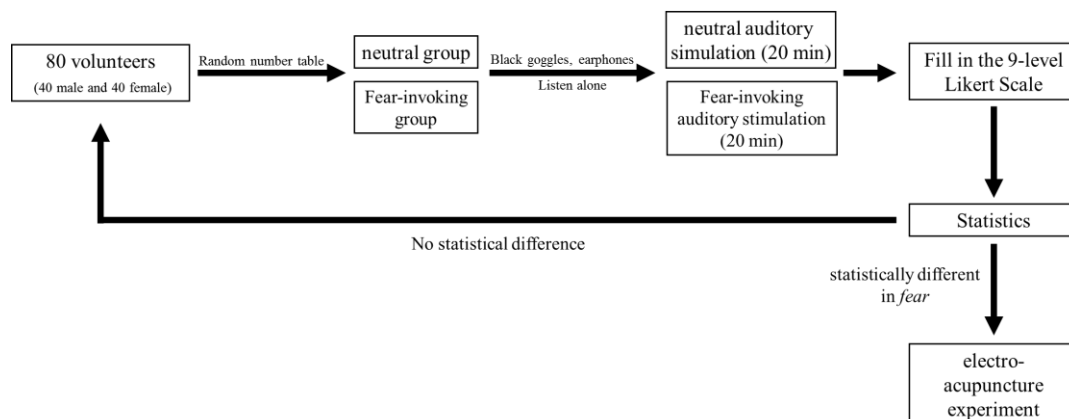 80 volunteers
(40 male and 40 female)
Random number table
neutral group
Fear-invoking
group
Black goggles, earphones
Listen alone
neutral auditory
simulation (20 min)
Fear-invoking
auditory stimulation
(20 min)
Fill in the 9-level
Likert Scale
Statistics
No statistical difference
statistically different
in fear
electro-
acupuncture
experiment